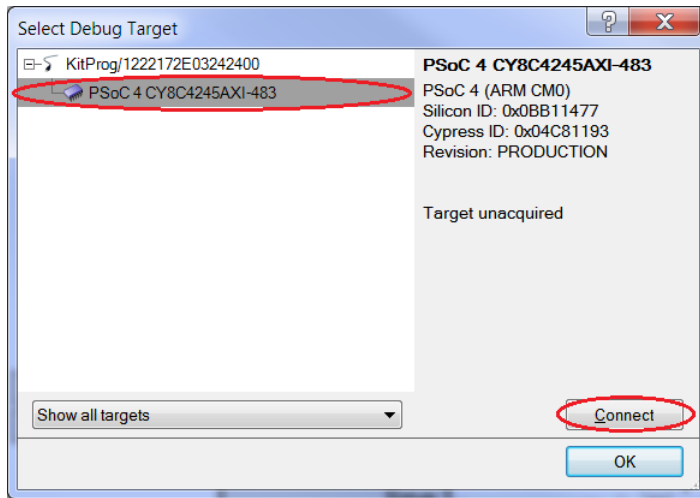 Select Debug Target
KitProg/1222172E03242400
PSoC 4 CY8C4245AXI-483
PSoC 4 CY8C4245AXI-483
PSoC 4 (ARM CM0)
Silicon ID: 0x0BB11477
Cypress ID: 0x04C81193
Revision: PRODUCTION
Target unacquired
Show all targets
Connect
OK